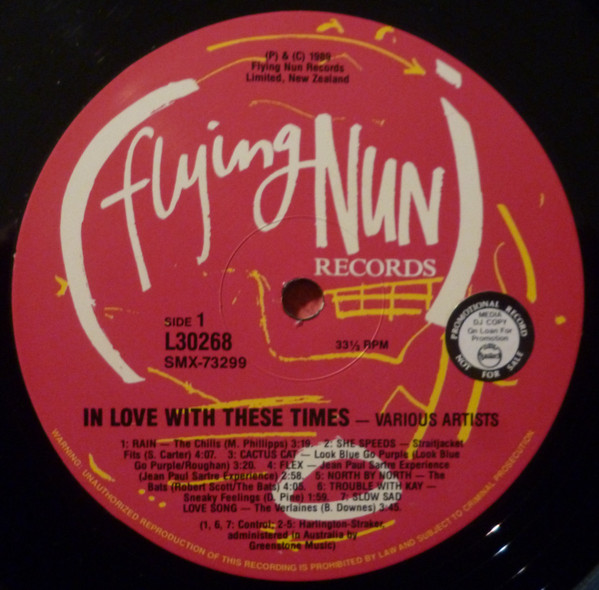 (P) & (C) 1989
Flying Nun Records
Limited, New Zealand
flying NUN
RECORDS
SIDE 1
L30268
SMX-73299
33⅓ RPM
PROMOTIONAL RECORD
MEDIA
DJ COPY
On Loan For
Promotion
NOT FOR SALE
IN LOVE WITH THESE TIMES — VARIOUS ARTISTS
1: RAIN — The Chills (M. Phillipps) 3:19. 2: SHE SPEEDS — Straitjacket
Fits (S. Carter) 4:07. 3: CACTUS CAT — Look Blue Go Purple (Look Blue
Go Purple/Roughan) 3:20. 4: FLEX — Jean Paul Sartre Experience
(Jean Paul Sartre Experience) 2:58. 5: NORTH BY NORTH — The
Bats (Robert Scott/The Bats) 4:05. 6: TROUBLE WITH KAY —
Sneaky Feelings (D. Pine) 1:59. 7: SLOW SAD
LOVE SONG — The Verlaines (B. Downes) 3:45.
(1, 6, 7: Control; 2-5: Harlington-Straker,
administered in Australia by
Greenstone Music)
WARNING: UNAUTHORIZED REPRODUCTION OF THIS RECORDING IS PROHIBITED BY LAW AND SUBJECT TO CRIMINAL PROSECUTION.